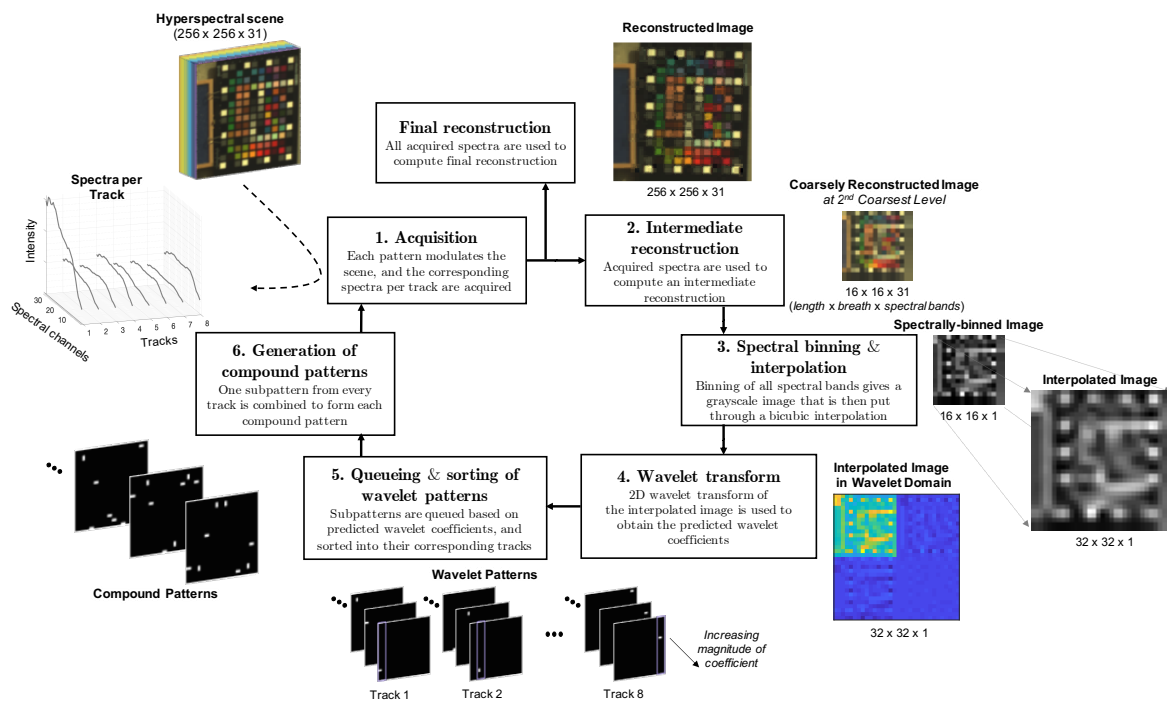 Hyperspectral scene
(256 x 256 x 31)
Reconstructed Image
256 x 256 x 31
Final reconstruction
All acquired spectra are used to
compute final reconstruction
Spectra per
Track
Intensity
30
20
10
Spectral channels
1 2 3 4 5 6 7 8
Tracks
1. Acquisition
Each pattern modulates the
scene, and the corresponding
spectra per track are acquired
2. Intermediate
reconstruction
Acquired spectra are used to
compute an intermediate
reconstruction
Coarsely Reconstructed Image
at 2nd Coarsest Level
16 x 16 x 31
(length x breath x spectral bands)
3. Spectral binning &
interpolation
Binning of all spectral bands gives a
grayscale image that is then put
through a bicubic interpolation
Spectrally-binned Image
16 x 16 x 1
Interpolated Image
32 x 32 x 1
4. Wavelet transform
2D wavelet transform of
the interpolated image is used to
obtain the predicted wavelet
coefficients
Interpolated Image
in Wavelet Domain
32 x 32 x 1
5. Queueing & sorting of
wavelet patterns
Subpatterns are queued based on
predicted wavelet coefficients, and
sorted into their corresponding tracks
Wavelet Patterns
Track 1
Track 2
Track 8
Increasing
magnitude of
coefficient
6. Generation of
compound patterns
One subpattern from every
track is combined to form each
compound pattern
Compound Patterns